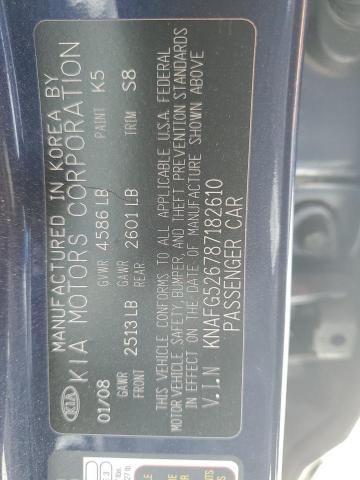 MANUFACTURED IN KOREA BY
KIA KIA MOTORS CORPORATION
01/08 GVWR 4586 LB PAINT K5
GAWR FRONT 2513 LB GAWR REAR 2601 LB TRIM S8
THIS VEHICLE CONFORMS TO ALL APPLICABLE U.S.A. FEDERAL
MOTOR VEHICLE SAFETY, BUMPER, AND THEFT PREVENTION STANDARDS
IN EFFECT ON THE DATE OF MANUFACTURE SHOWN ABOVE
V.I.N KNAFG526787182610
PASSENGER CAR